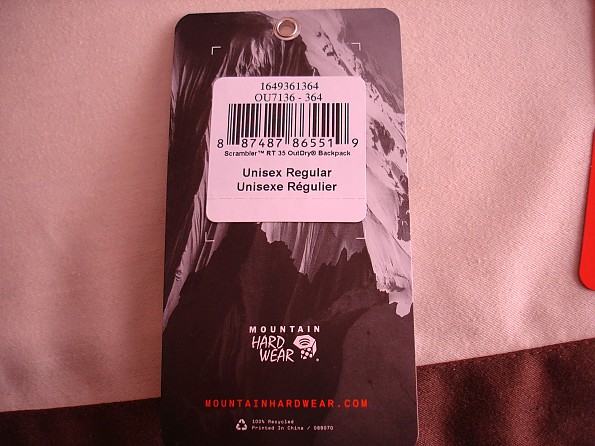 1649361364
OU7136 - 364
8 87487 86551 9
Scrambler™ RT 35 OutDry® Backpack
Unisex Regular
Unisexe Régulier
MOUNTAIN
HARD
WEAR
MOUNTAINHARDWEAR.COM
100% Recycled
Printed In China / 088070